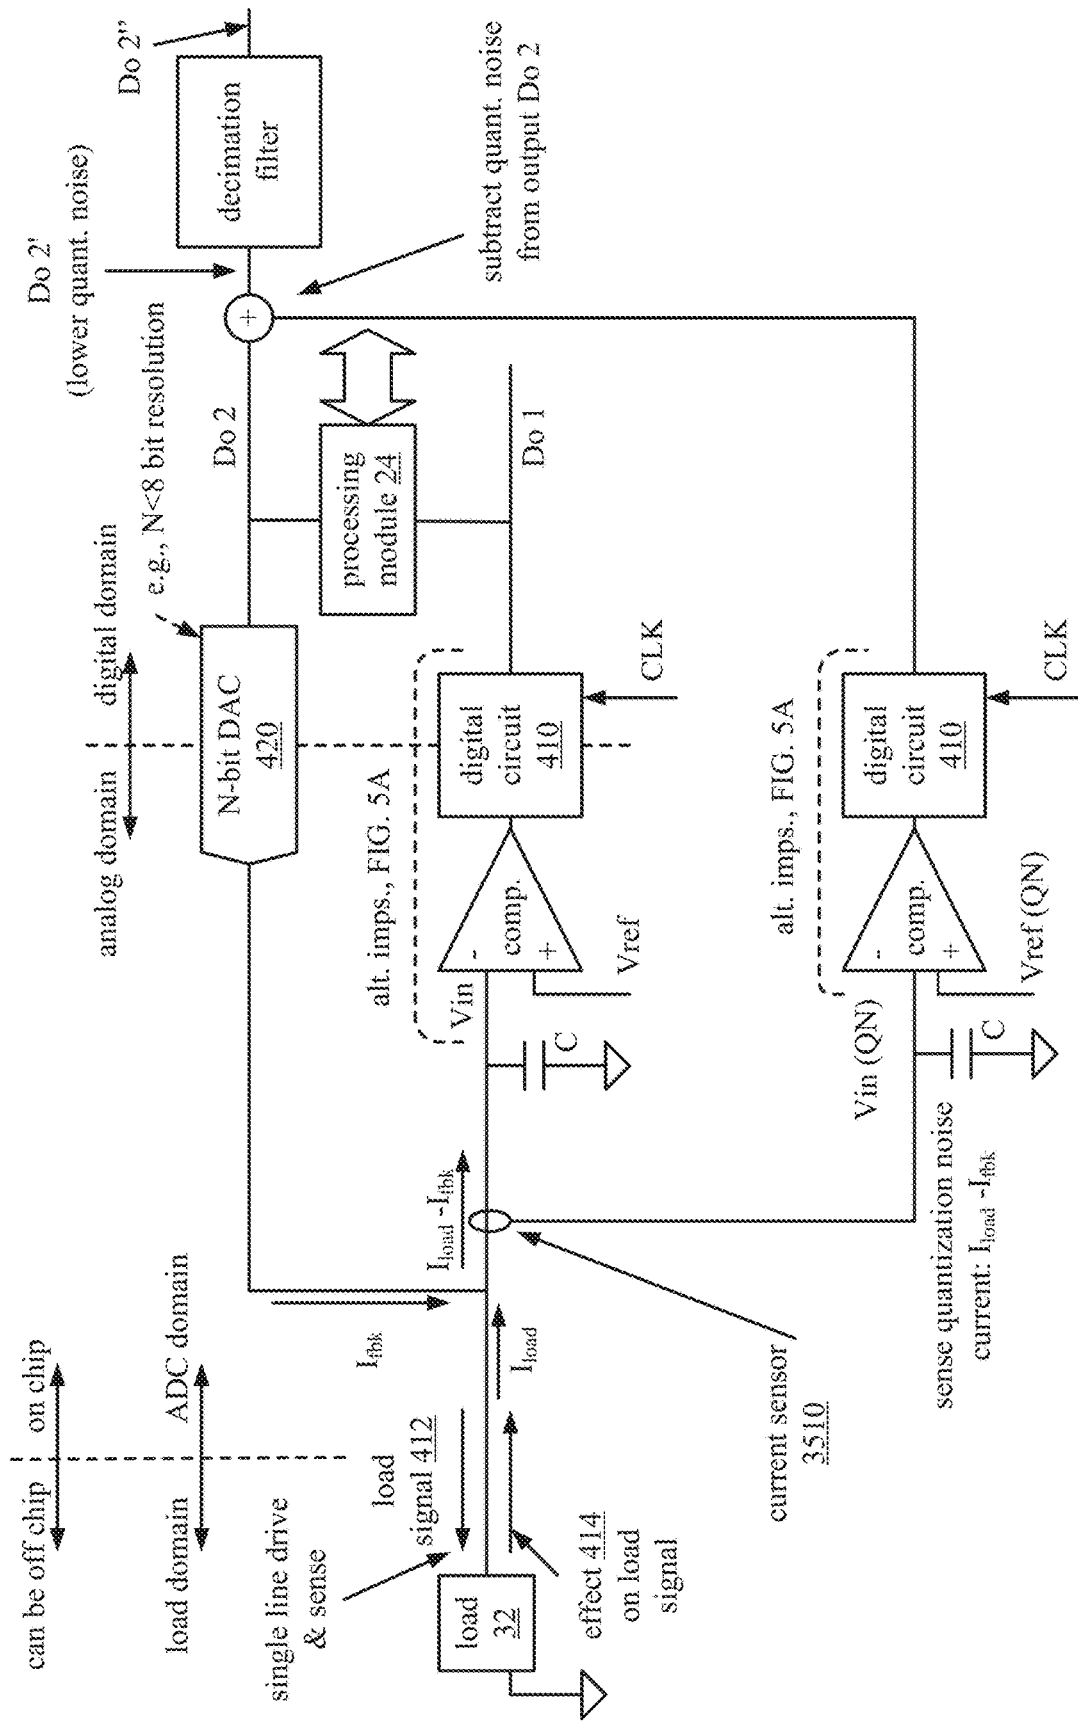 can be off chip
on chip
load domain
ADC domain
analog domain
digital domain
Do 2'
(lower quant. noise)
Do 2"
e.g., N<8 bit resolution
N-bit DAC
420
Do 2
+
decimation
filter
subtract quant. noise
from output Do 2
processing
module 24
Do 1
single line drive
& sense
load
signal 412
load
32
effect 414
on load
signal
Ifbk
Iload
Iload -Ifbk
alt. imps., FIG. 5A
Vin
-
comp.
+
Vref
C
digital
circuit
410
CLK
current sensor
3510
sense quantization noise
current: Iload -Ifbk
alt. imps., FIG. 5A
Vin (QN)
-
comp.
+
Vref (QN)
C
digital
circuit
410
CLK